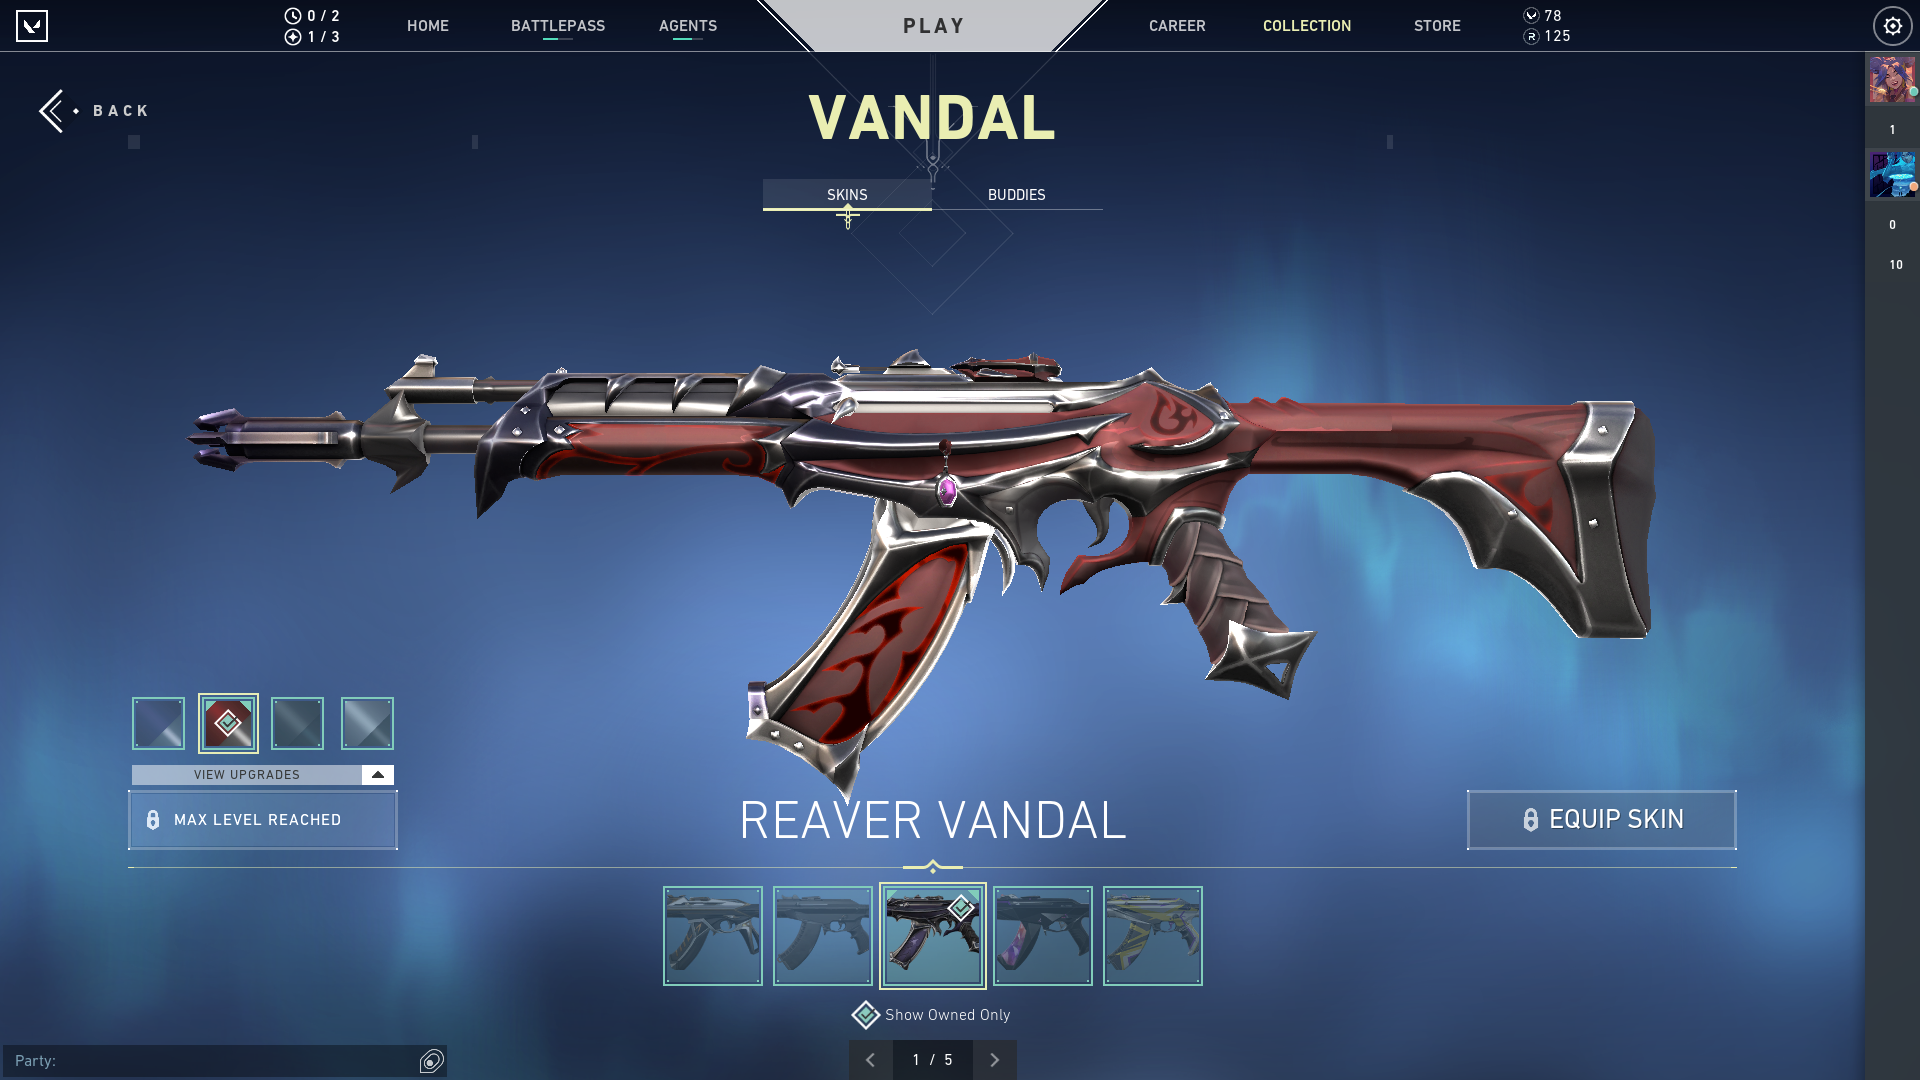 0 / 2
1 / 3
HOME
BATTLEPASS
AGENTS
PLAY
CAREER
COLLECTION
STORE
78
125
BACK
VANDAL
SKINS
BUDDIES
1
0
10
VIEW UPGRADES
MAX LEVEL REACHED
REAVER VANDAL
EQUIP SKIN
Show Owned Only
Party:
1 / 5